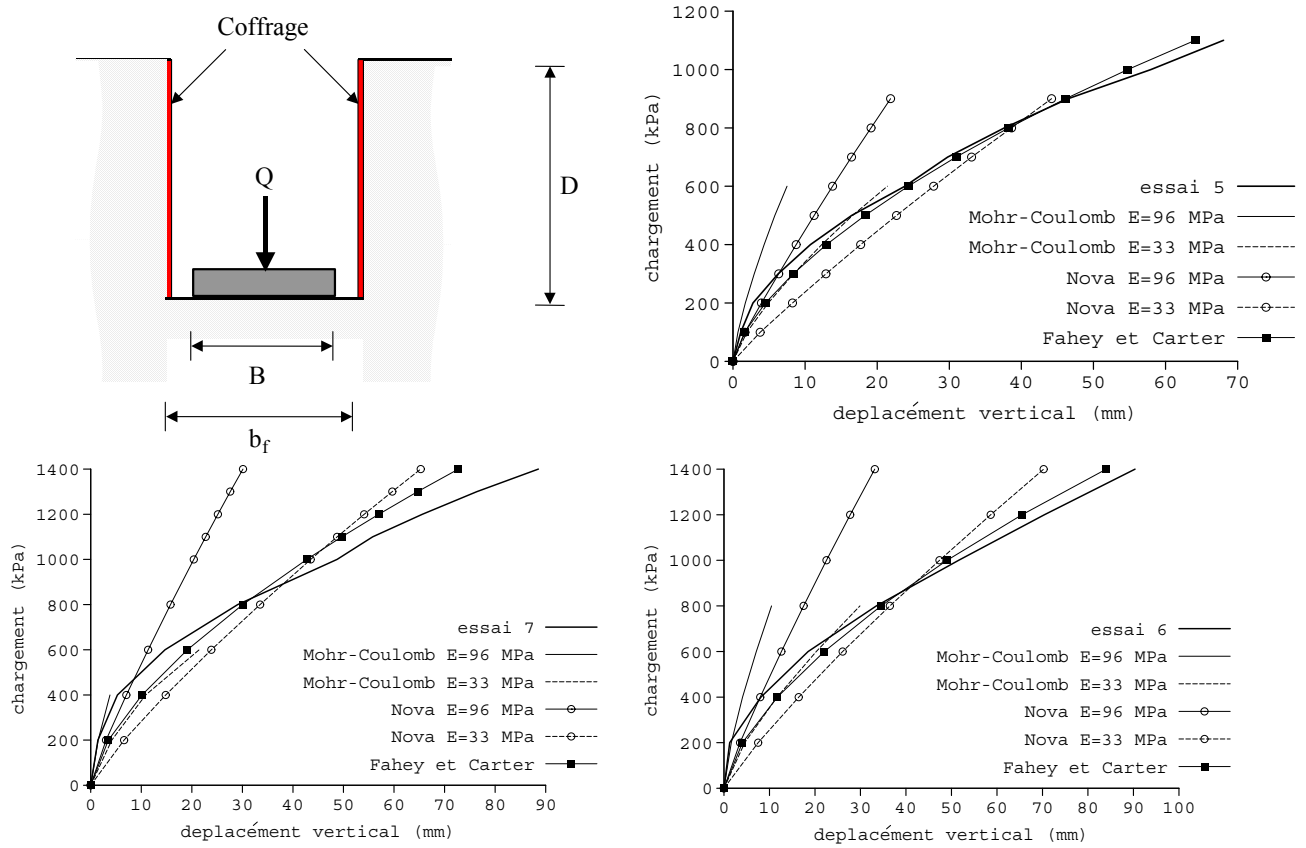 Coffrage
Q
D
B
b_f
1200
1000
800
600
400
200
0
chargement (kPa)
essai 5
Mohr-Coulomb E=96 MPa
Mohr-Coulomb E=33 MPa
Nova E=96 MPa
Nova E=33 MPa
Fahey et Carter
0 10 20 30 40 50 60 70
deplacément vertical (mm)
1400
1200
1000
800
600
400
200
0
chargement (kPa)
essai 7
Mohr-Coulomb E=96 MPa
Mohr-Coulomb E=33 MPa
Nova E=96 MPa
Nova E=33 MPa
Fahey et Carter
0 10 20 30 40 50 60 70 80 90
deplacément vertical (mm)
1400
1200
1000
800
600
400
200
0
chargement (kPa)
essai 6
Mohr-Coulomb E=96 MPa
Mohr-Coulomb E=33 MPa
Nova E=96 MPa
Nova E=33 MPa
Fahey et Carter
0 10 20 30 40 50 60 70 80 90 100
deplacément vertical (mm)